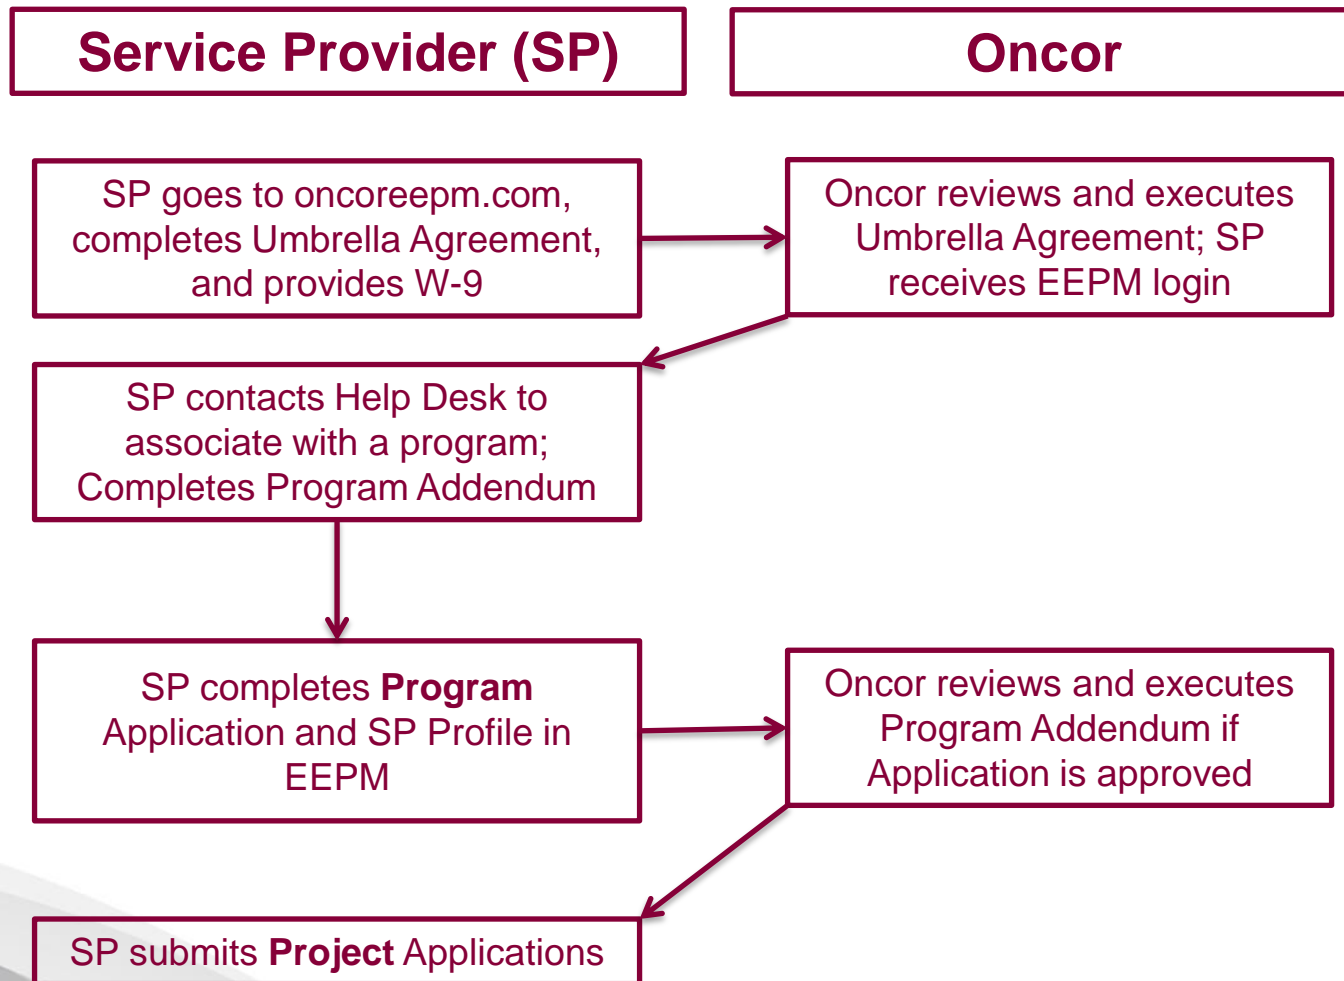 Service Provider (SP)
Oncor
SP goes to oncoreepm.com,
completes Umbrella Agreement,
and provides W-9
Oncor reviews and executes
Umbrella Agreement; SP
receives EEPM login
SP contacts Help Desk to
associate with a program;
Completes Program Addendum
SP completes Program
Application and SP Profile in
EEPM
Oncor reviews and executes
Program Addendum if
Application is approved
SP submits Project Applications